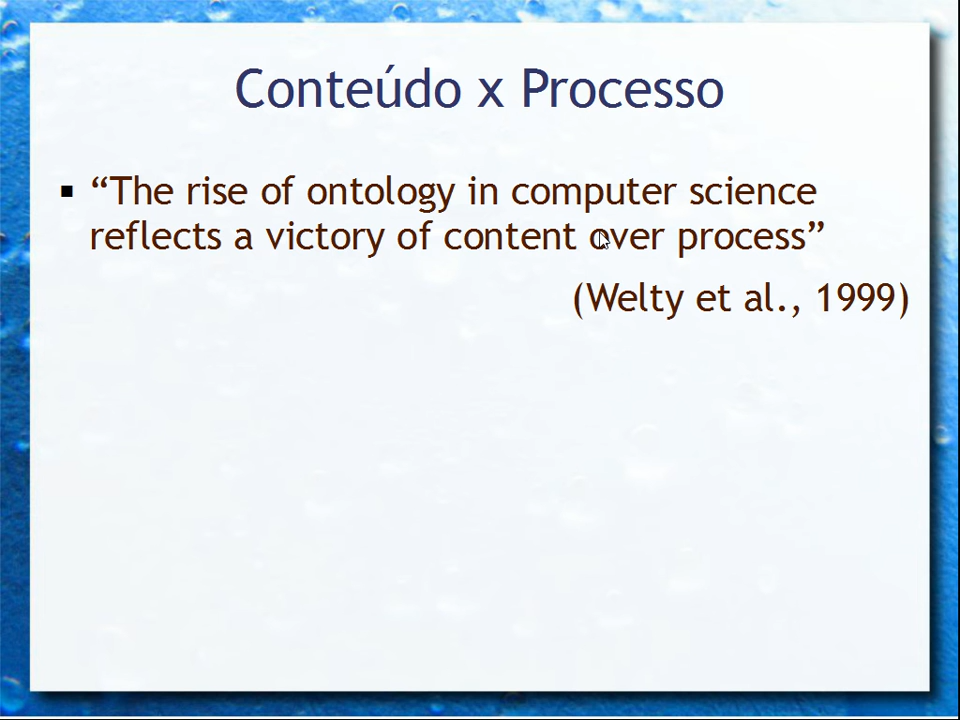 Conteúdo x Processo
▪ “The rise of ontology in computer science
reflects a victory of content over process”
(Welty et al., 1999)